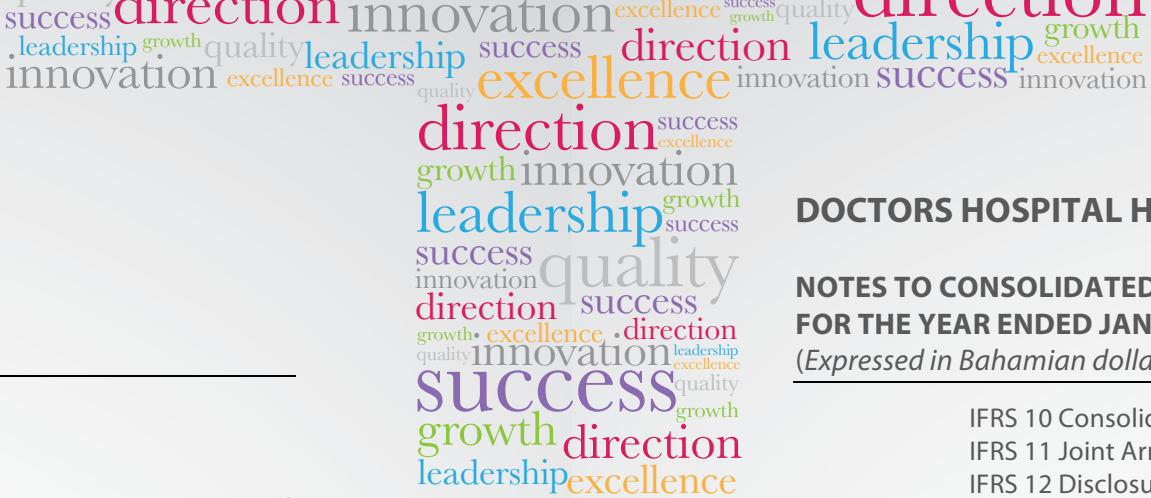 success direction innovation excellence success growth quality direction
leadership growth quality leadership success direction leadership growth
innovation excellence success quality excellence innovation success innovation excellence
direction success
excellence
growth innovation
leadership growth
success
success
innovation quality
direction success
growth • excellence • direction
quality innovation leadership
excellence
success quality
growth
growth direction
leadership excellence
DOCTORS HOSPITAL H
NOTES TO CONSOLIDATED
FOR THE YEAR ENDED JAN
(Expressed in Bahamian dolla
IFRS 10 Consolid
IFRS 11 Joint Arr
IFRS 12 Disclosu